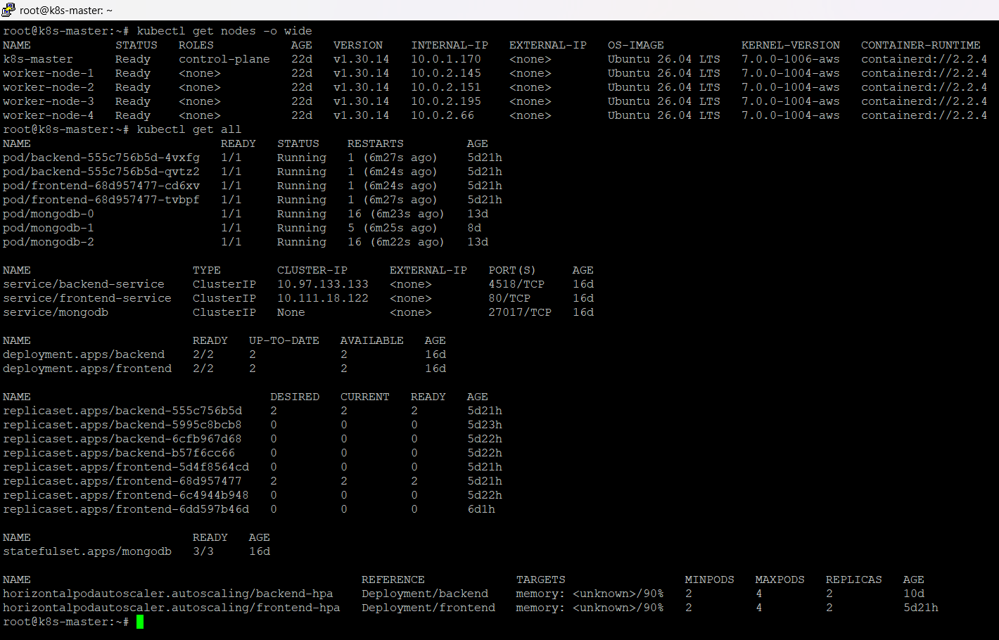 root@k8s-master: ~
root@k8s-master:~# kubectl get nodes -o wide
NAME STATUS ROLES AGE VERSION INTERNAL-IP EXTERNAL-IP OS-IMAGE KERNEL-VERSION CONTAINER-RUNTIME
k8s-master Ready control-plane 22d v1.30.14 10.0.1.170 <none> Ubuntu 26.04 LTS 7.0.0-1006-aws containerd://2.2.4
worker-node-1 Ready <none> 22d v1.30.14 10.0.2.145 <none> Ubuntu 26.04 LTS 7.0.0-1004-aws containerd://2.2.4
worker-node-2 Ready <none> 22d v1.30.14 10.0.2.151 <none> Ubuntu 26.04 LTS 7.0.0-1004-aws containerd://2.2.4
worker-node-3 Ready <none> 22d v1.30.14 10.0.2.195 <none> Ubuntu 26.04 LTS 7.0.0-1004-aws containerd://2.2.4
worker-node-4 Ready <none> 22d v1.30.14 10.0.2.66 <none> Ubuntu 26.04 LTS 7.0.0-1004-aws containerd://2.2.4
root@k8s-master:~# kubectl get all
NAME READY STATUS RESTARTS AGE
pod/backend-555c756b5d-4vxfg 1/1 Running 1 (6m27s ago) 5d21h
pod/backend-555c756b5d-qvtz2 1/1 Running 1 (6m24s ago) 5d21h
pod/frontend-68d957477-cd6xv 1/1 Running 1 (6m24s ago) 5d21h
pod/frontend-68d957477-tvbpf 1/1 Running 1 (6m27s ago) 5d21h
pod/mongodb-0 1/1 Running 16 (6m23s ago) 13d
pod/mongodb-1 1/1 Running 5 (6m25s ago) 8d
pod/mongodb-2 1/1 Running 16 (6m22s ago) 13d
NAME TYPE CLUSTER-IP EXTERNAL-IP PORT(S) AGE
service/backend-service ClusterIP 10.97.133.133 <none> 4518/TCP 16d
service/frontend-service ClusterIP 10.111.18.122 <none> 80/TCP 16d
service/mongodb ClusterIP None <none> 27017/TCP 16d
NAME READY UP-TO-DATE AVAILABLE AGE
deployment.apps/backend 2/2 2 2 16d
deployment.apps/frontend 2/2 2 2 16d
NAME DESIRED CURRENT READY AGE
replicaset.apps/backend-555c756b5d 2 2 2 5d21h
replicaset.apps/backend-5995c8bcb8 0 0 0 5d23h
replicaset.apps/backend-6cfb967d68 0 0 0 5d22h
replicaset.apps/backend-b57f6cc66 0 0 0 5d22h
replicaset.apps/frontend-5d4f8564cd 0 0 0 5d21h
replicaset.apps/frontend-68d957477 2 2 2 5d21h
replicaset.apps/frontend-6c4944b948 0 0 0 5d22h
replicaset.apps/frontend-6dd597b46d 0 0 0 6d1h
NAME READY AGE
statefulset.apps/mongodb 3/3 16d
NAME REFERENCE TARGETS MINPODS MAXPODS REPLICAS AGE
horizontalpodautoscaler.autoscaling/backend-hpa Deployment/backend memory: <unknown>/90% 2 4 2 10d
horizontalpodautoscaler.autoscaling/frontend-hpa Deployment/frontend memory: <unknown>/90% 2 4 2 5d21h
root@k8s-master:~#